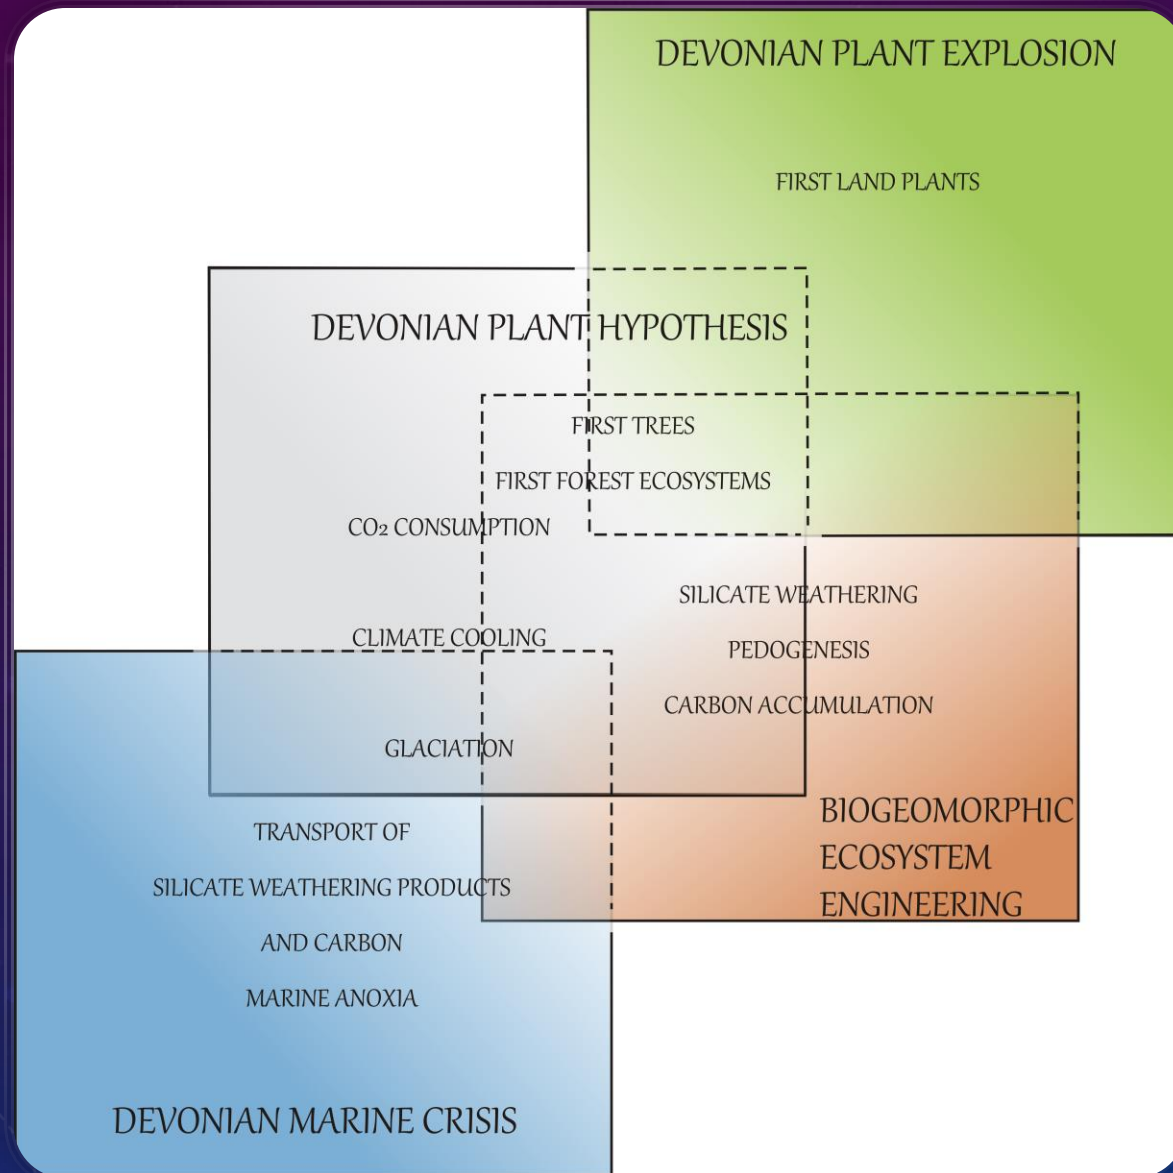 DEVONIAN PLANT EXPLOSION
FIRST LAND PLANTS
DEVONIAN PLANT HYPOTHESIS
FIRST TREES
FIRST FOREST ECOSYSTEMS
CO2 CONSUMPTION
SILICATE WEATHERING
CLIMATE COOLING
PEDOGENESIS
CARBON ACCUMULATION
GLACIATION
BIOGEOMORPHIC
ECOSYSTEM
ENGINEERING
TRANSPORT OF
SILICATE WEATHERING PRODUCTS
AND CARBON
MARINE ANOXIA
DEVONIAN MARINE CRISIS